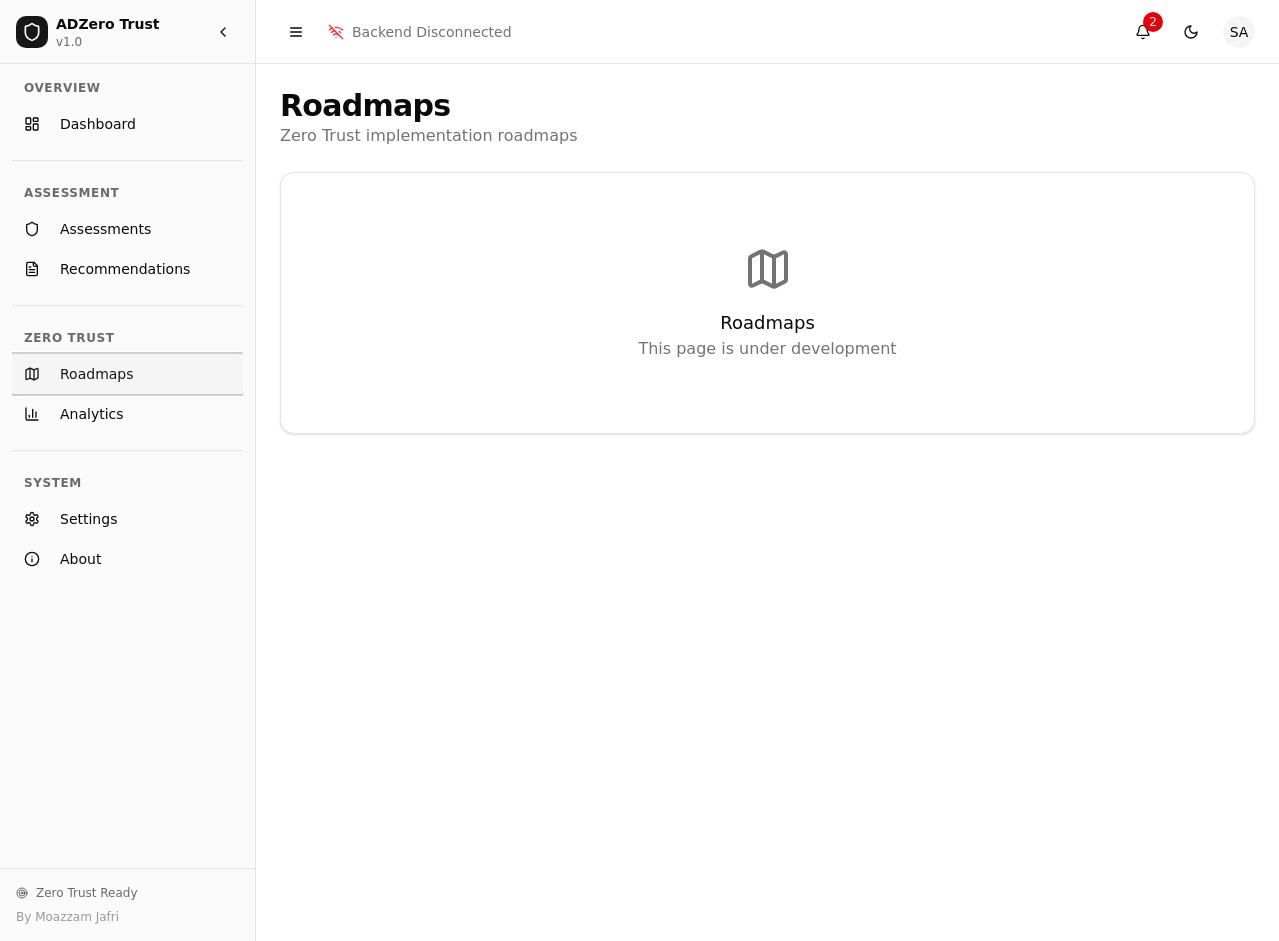 ADZero Trust
v1.0
OVERVIEW
Dashboard
ASSESSMENT
Assessments
Recommendations
ZERO TRUST
Roadmaps
Analytics
SYSTEM
Settings
About
Zero Trust Ready
By Moazzam Jafri
Backend Disconnected
2
SA
Roadmaps
Zero Trust implementation roadmaps
Roadmaps
This page is under development